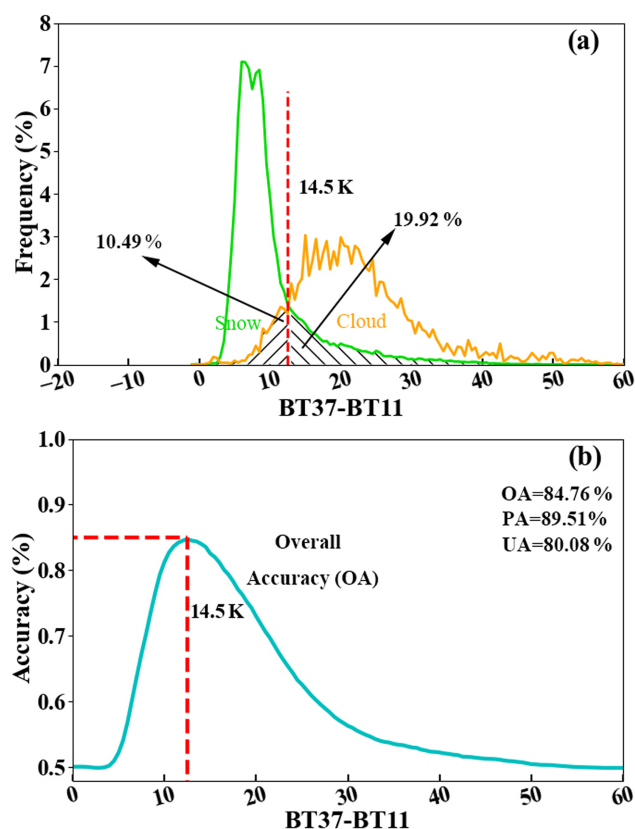 (a)
8
7
6
5
4
3
2
1
0
Frequency (%)
14.5 K
10.49 %
19.92 %
Snow
Cloud
−20 −10 0 10 20 30 40 50 60
BT37-BT11
(b)
1.0
0.9
0.8
0.7
0.6
0.5
Accuracy (%)
OA=84.76 %
PA=89.51%
UA=80.08 %
Overall
Accuracy (OA)
14.5 K
0 10 20 30 40 50 60
BT37-BT11